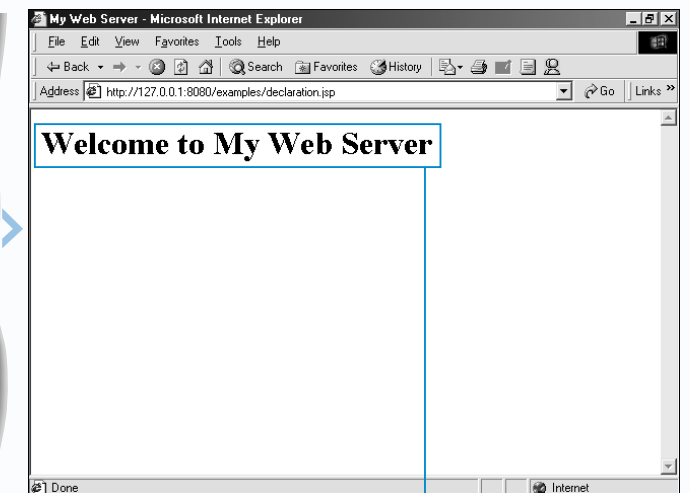 My Web Server - Microsoft Internet Explorer
File Edit View Favorites Tools Help
Back Search Favorites History
Address http://127.0.0.1:8080/examples/declaration.jsp Go Links »
Welcome to My Web Server
Done Internet